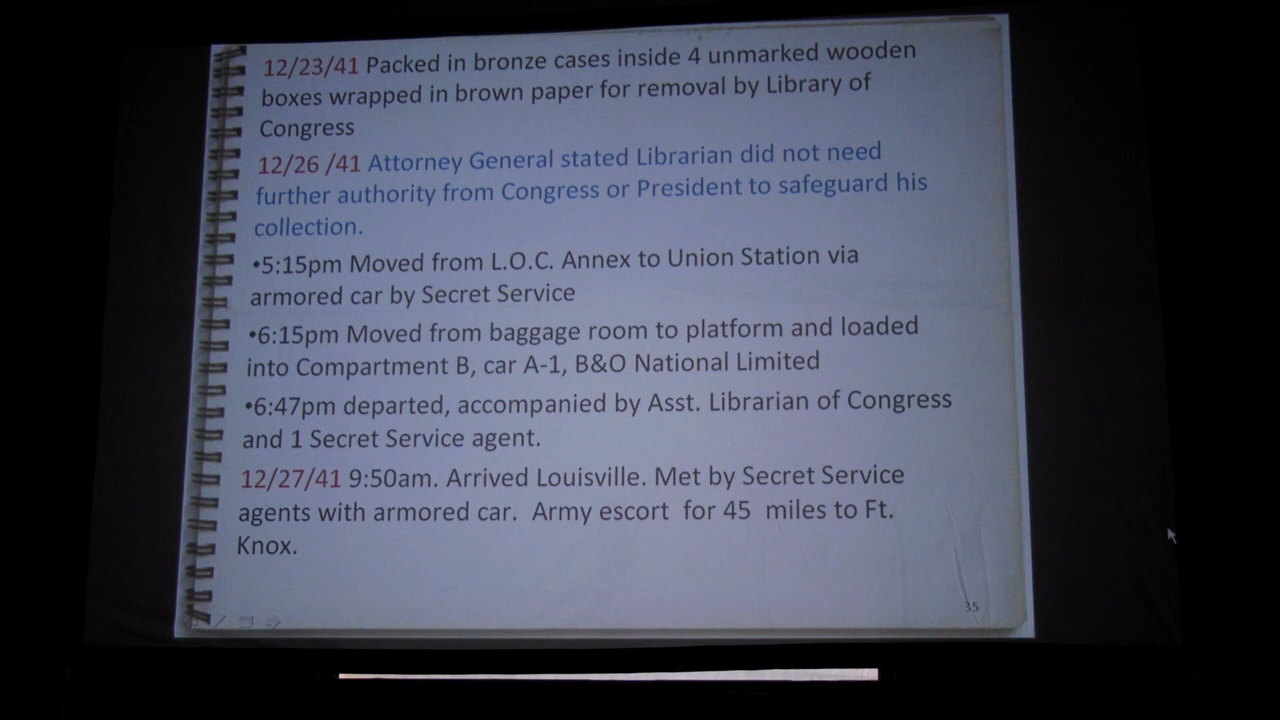 12/23/41 Packed in bronze cases inside 4 unmarked wooden
boxes wrapped in brown paper for removal by Library of
Congress
12/26 /41 Attorney General stated Librarian did not need
further authority from Congress or President to safeguard his
collection.
•5:15pm Moved from L.O.C. Annex to Union Station via
armored car by Secret Service
•6:15pm Moved from baggage room to platform and loaded
into Compartment B, car A-1, B&O National Limited
•6:47pm departed, accompanied by Asst. Librarian of Congress
and 1 Secret Service agent.
12/27/41 9:50am. Arrived Louisville. Met by Secret Service
agents with armored car.  Army escort  for 45  miles to Ft.
Knox.
35